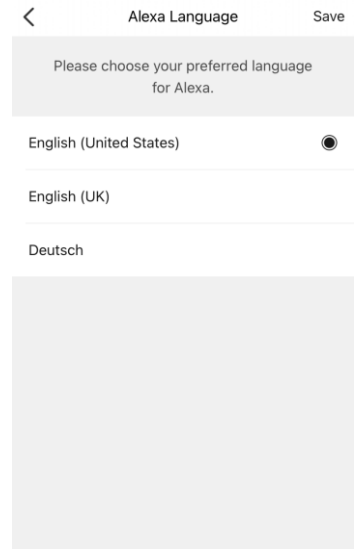 Alexa Language Save
Please choose your preferred language
for Alexa.
English (United States)
English (UK)
Deutsch